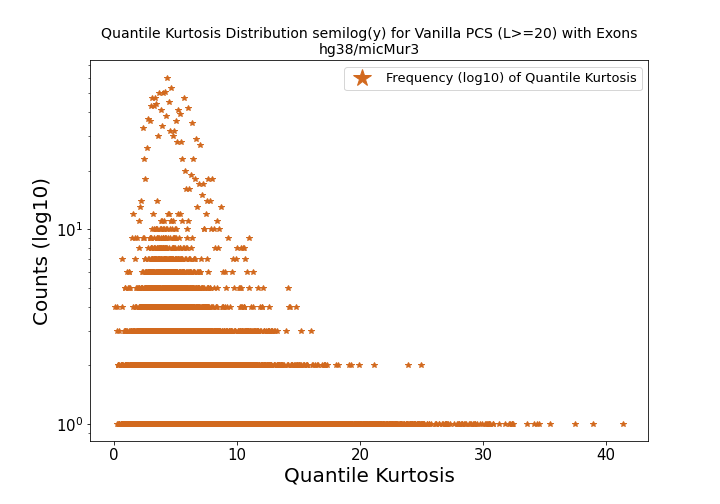 Quantile Kurtosis Distribution semilog(y) for Vanilla PCS (L>=20) with Exons
hg38/micMur3
Frequency (log10) of Quantile Kurtosis
Counts (log10)
10¹
10⁰
0 10 20 30 40
Quantile Kurtosis